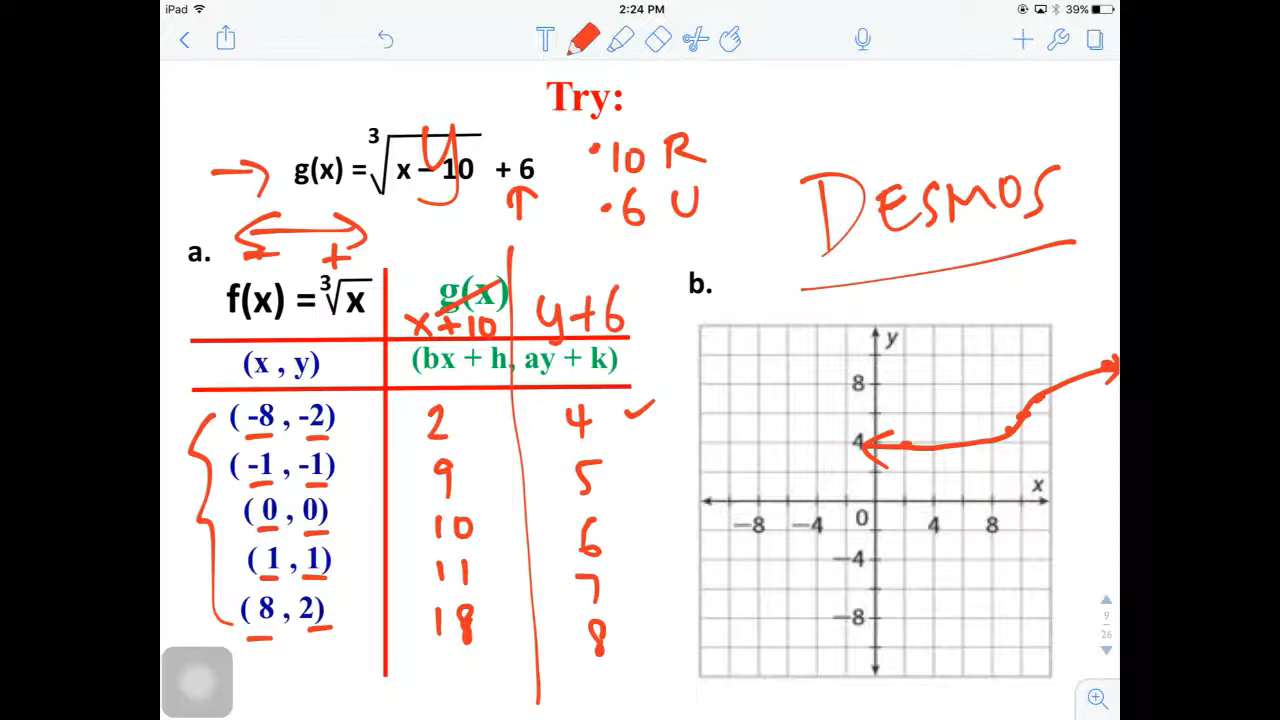 iPad 2:24 PM 39%
T
Try:
g(x) = ∛(x − 10) + 6
y
• 10 R
• 6 U
DESMOS
− +
a.
b.
f(x) = ∛x g(x)
x + 10 y + 6
(x , y) (bx + h, ay + k)
( -8 , -2) 2 4 ✓
( -1 , -1) 9 5
( 0 , 0) 10 6
( 1 , 1) 11 7
( 8 , 2) 18 8
y
8
4
x
−8 −4 0 4 8
−4
−8
9
26